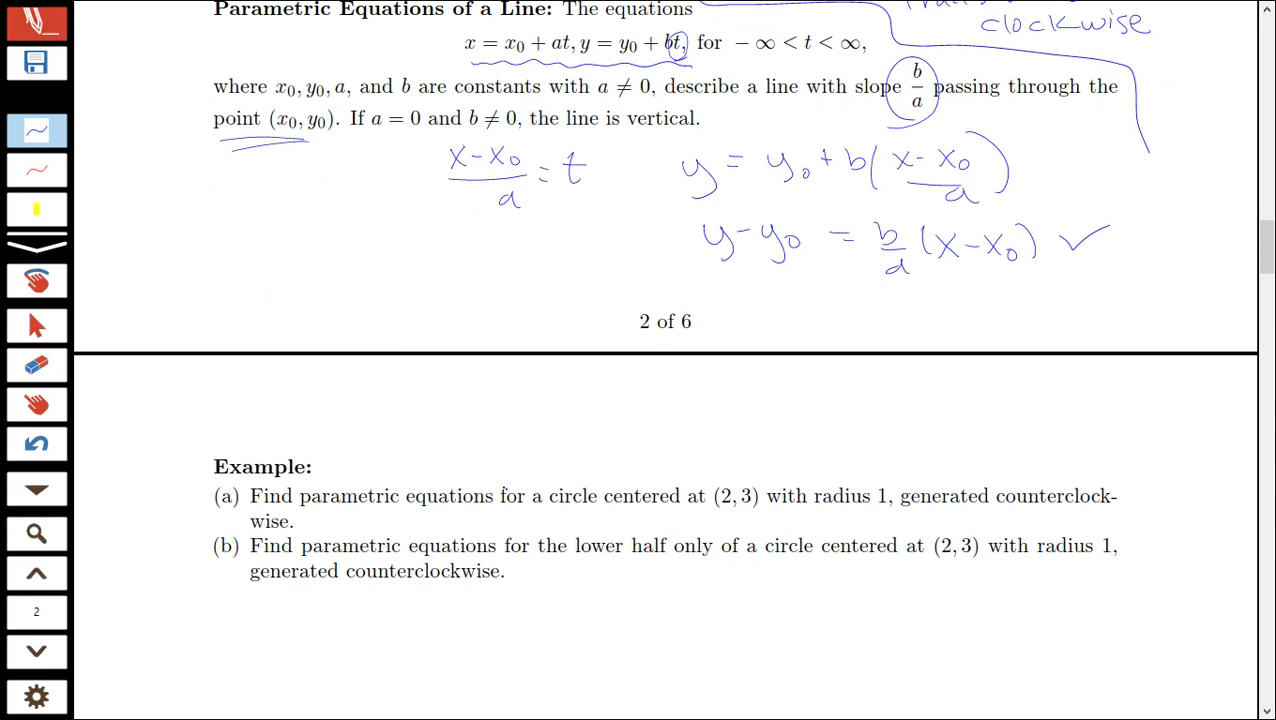 Parametric Equations of a Line: The equations
clockwise
x = x₀ + at, y = y₀ + bt, for − ∞ < t < ∞,
where x₀, y₀, a, and b are constants with a ≠ 0, describe a line with slope b/a passing through the
point (x₀, y₀). If a = 0 and b ≠ 0, the line is vertical.
(x − x₀)/a = t y = y₀ + b((x − x₀)/a)
y − y₀ = b/a (x − x₀) ✓
2 of 6
Example:
(a) Find parametric equations for a circle centered at (2, 3) with radius 1, generated counterclock-
wise.
(b) Find parametric equations for the lower half only of a circle centered at (2, 3) with radius 1,
generated counterclockwise.
2